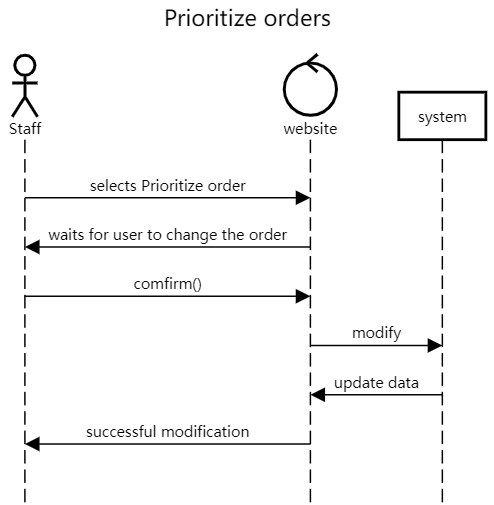 Prioritize orders
Staff
website
system
selects Prioritize order
waits for user to change the order
comfirm()
modify
update data
successful modification